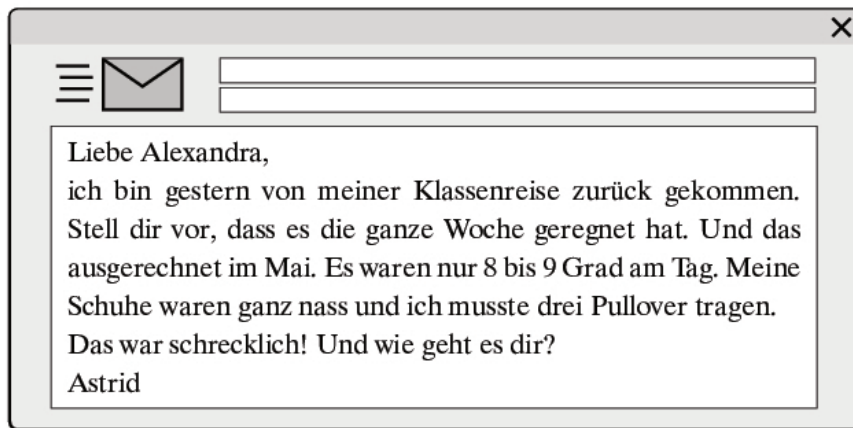 Liebe Alexandra,
ich bin gestern von meiner Klassenreise zurück gekommen.
Stell dir vor, dass es die ganze Woche geregnet hat. Und das
ausgerechnet im Mai. Es waren nur 8 bis 9 Grad am Tag. Meine
Schuhe waren ganz nass und ich musste drei Pullover tragen.
Das war schrecklich! Und wie geht es dir?
Astrid